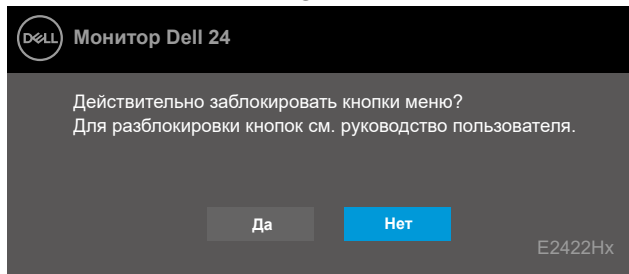 DELL Монитор Dell 24
Действительно заблокировать кнопки меню?
Для разблокировки кнопок см. руководство пользователя.
Да Нет
E2422Hx